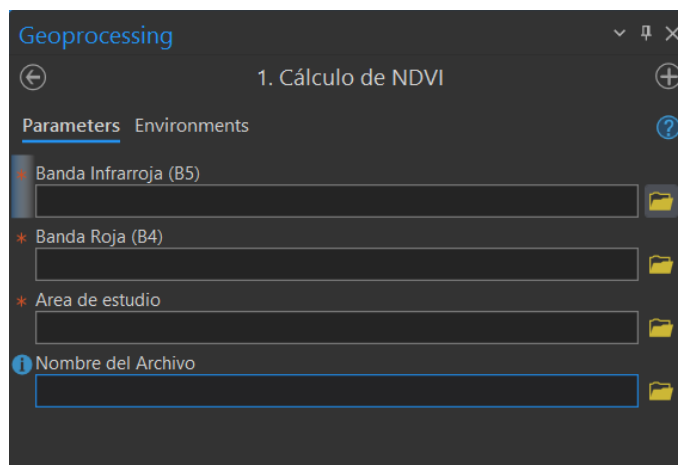 Geoprocessing
1. Cálculo de NDVI
Parameters Environments
* Banda Infrarroja (B5)
* Banda Roja (B4)
* Area de estudio
Nombre del Archivo